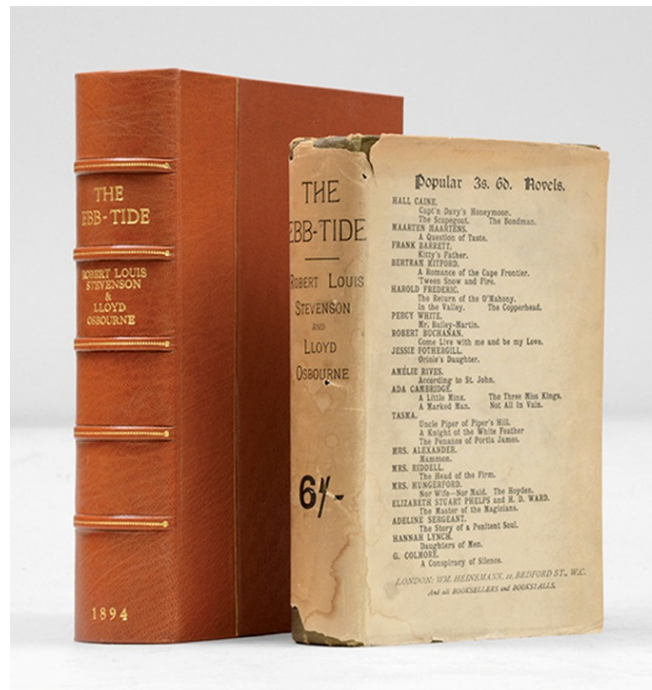 THE
EBB-TIDE
ROBERT LOUIS
STEVENSON
&
LLOYD
OSBOURNE
1894
THE
EBB-TIDE
ROBERT LOUIS
STEVENSON
AND
LLOYD
OSBOURNE
6/-
Popular 3s. 6d. Novels.
HALL CAINE.
Capt'n Davy's Honeymoon.
The Scapegoat. The Bondman.
MAARTEN MAARTENS.
A Question of Taste.
FRANK BARRETT.
Kitty's Father.
BERTRAM MITFORD.
A Romance of the Cape Frontier.
'Tween Snow and Fire.
HAROLD FREDERIC.
The Return of the O'Mahony.
In the Valley. The Copperhead.
PERCY WHITE.
Mr. Bailey-Martin.
ROBERT BUCHANAN.
Come Live with me and be my Love.
JESSIE FOTHERGILL.
Oriole's Daughter.
AMÉLIE RIVES.
According to St. John.
ADA CAMBRIDGE.
A Little Minx. The Three Miss Kings.
A Marked Man. Not All in Vain.
TASMA.
Uncle Piper of Piper's Hill.
A Knight of the White Feather
The Penance of Portia James.
MRS. ALEXANDER.
Mammon.
MRS. RIDDELL.
The Head of the Firm.
MRS. HUNGERFORD.
Nor Wife—Nor Maid. The Hoyden.
ELIZABETH STUART PHELPS and H. D. WARD.
The Master of the Magicians.
ADELINE SERGEANT.
The Story of a Penitent Soul.
HANNAH LYNCH.
Daughters of Men.
G. COLMORE.
A Conspiracy of Silence.
LONDON: WM. HEINEMANN, 21, BEDFORD ST., W.C.
And all BOOKSELLERS and BOOKSTALLS.